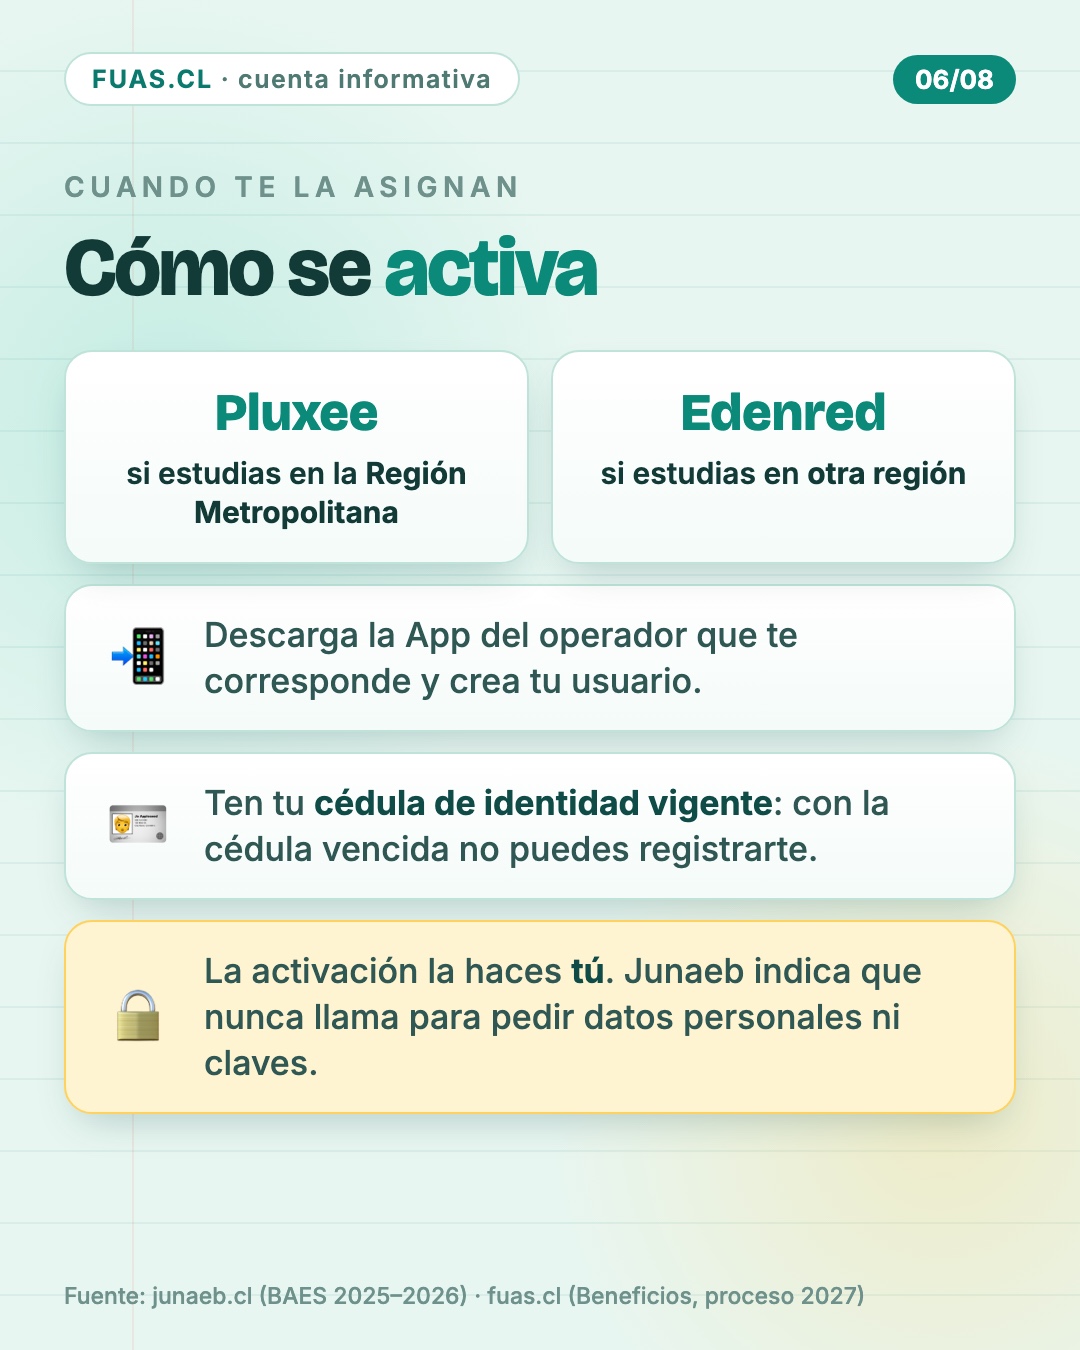 FUAS.CL · cuenta informativa
06/08
CUANDO TE LA ASIGNAN
Cómo se activa
Pluxee
si estudias en la Región
Metropolitana
Edenred
si estudias en otra región
Descarga la App del operador que te
corresponde y crea tu usuario.
Ten tu cédula de identidad vigente: con la
cédula vencida no puedes registrarte.
La activación la haces tú. Junaeb indica que
nunca llama para pedir datos personales ni
claves.
Fuente: junaeb.cl (BAES 2025–2026) · fuas.cl (Beneficios, proceso 2027)